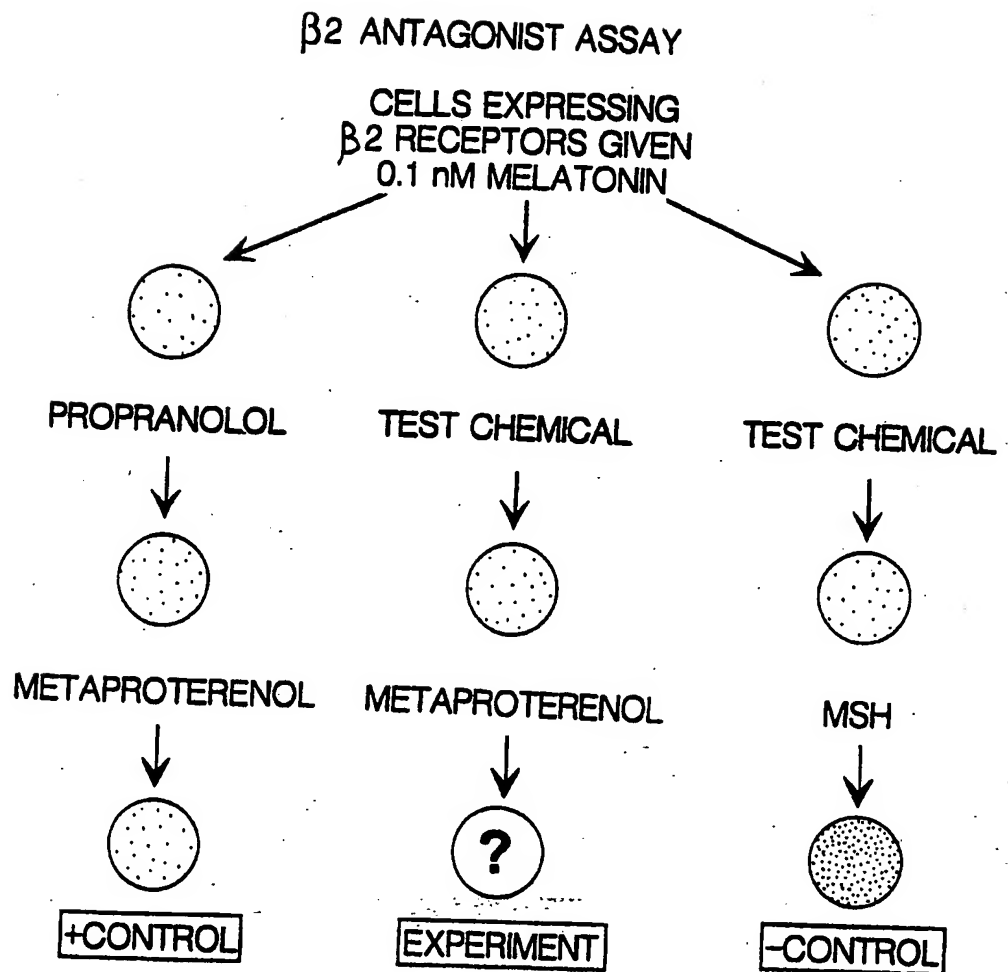 β2 ANTAGONIST ASSAY
CELLS EXPRESSING
β2 RECEPTORS GIVEN
0.1 nM MELATONIN
PROPRANOLOL
TEST CHEMICAL
TEST CHEMICAL
METAPROTERENOL
METAPROTERENOL
MSH
?
+CONTROL
EXPERIMENT
-CONTROL